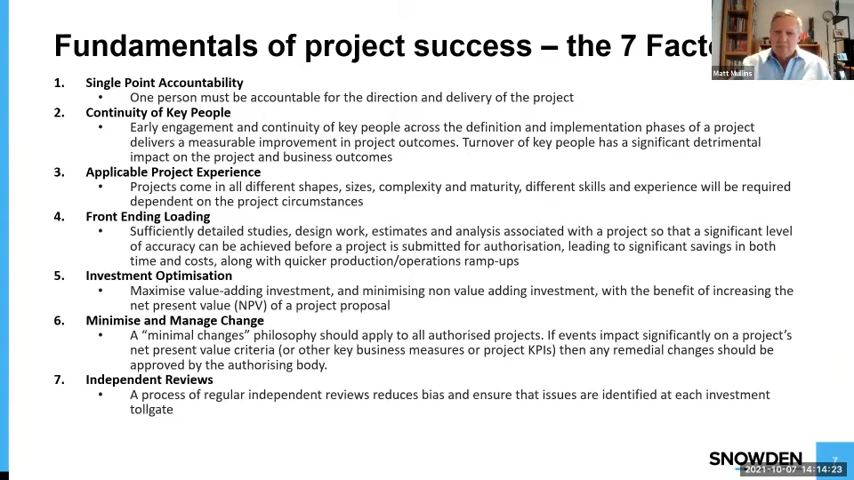 Fundamentals of project success – the 7 Facto
Matt Mullins
1. Single Point Accountability
• One person must be accountable for the direction and delivery of the project
2. Continuity of Key People
• Early engagement and continuity of key people across the definition and implementation phases of a project
delivers a measurable improvement in project outcomes. Turnover of key people has a significant detrimental
impact on the project and business outcomes
3. Applicable Project Experience
• Projects come in all different shapes, sizes, complexity and maturity, different skills and experience will be required
dependent on the project circumstances
4. Front Ending Loading
• Sufficiently detailed studies, design work, estimates and analysis associated with a project so that a significant level
of accuracy can be achieved before a project is submitted for authorisation, leading to significant savings in both
time and costs, along with quicker production/operations ramp-ups
5. Investment Optimisation
• Maximise value-adding investment, and minimising non value adding investment, with the benefit of increasing the
net present value (NPV) of a project proposal
6. Minimise and Manage Change
• A “minimal changes” philosophy should apply to all authorised projects. If events impact significantly on a project’s
net present value criteria (or other key business measures or project KPIs) then any remedial changes should be
approved by the authorising body.
7. Independent Reviews
• A process of regular independent reviews reduces bias and ensure that issues are identified at each investment
tollgate
SNOWDEN
7
2021-10-07 14:14:23